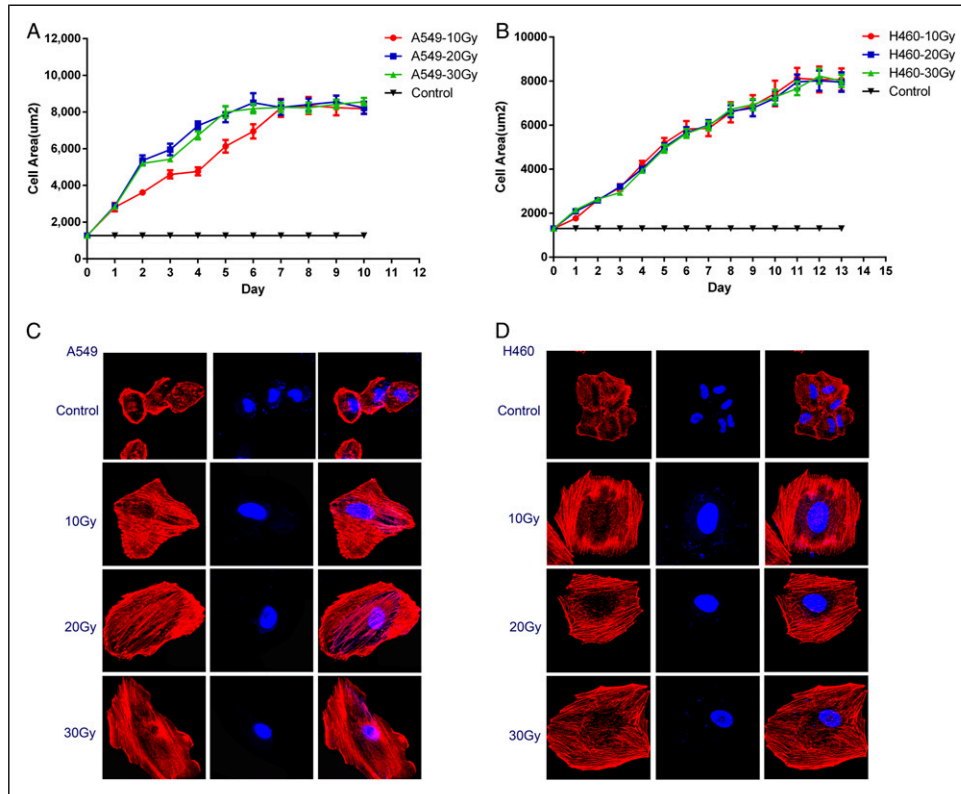 A
A549-10Gy
A549-20Gy
A549-30Gy
Control
Cell Area(um2)
12,000
10,000
8,000
6,000
4,000
2,000
0
0 1 2 3 4 5 6 7 8 9 10 11 12
Day
B
H460-10Gy
H460-20Gy
H460-30Gy
Control
Cell Area(um2)
10000
8000
6000
4000
2000
0
0 1 2 3 4 5 6 7 8 9 10 11 12 13 14 15
Day
C
A549
Control
10Gy
20Gy
30Gy
D
H460
Control
10Gy
20Gy
30Gy